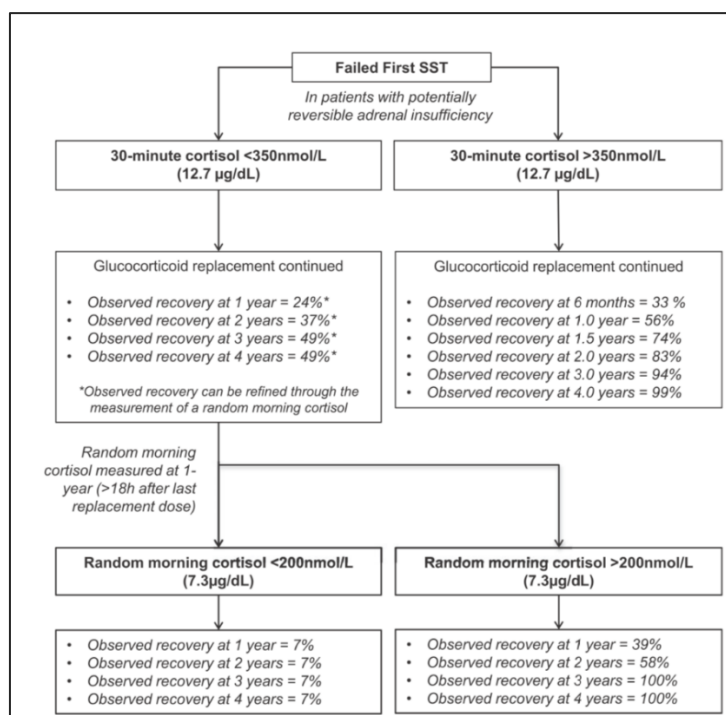 Failed First SST
In patients with potentially
reversible adrenal insufficiency
30-minute cortisol <350nmol/L
(12.7 µg/dL)
30-minute cortisol >350nmol/L
(12.7 µg/dL)
Glucocorticoid replacement continued
• Observed recovery at 1 year = 24%*
• Observed recovery at 2 years = 37%*
• Observed recovery at 3 years = 49%*
• Observed recovery at 4 years = 49%*
*Observed recovery can be refined through the
measurement of a random morning cortisol
Glucocorticoid replacement continued
• Observed recovery at 6 months = 33 %
• Observed recovery at 1.0 year = 56%
• Observed recovery at 1.5 years = 74%
• Observed recovery at 2.0 years = 83%
• Observed recovery at 3.0 years = 94%
• Observed recovery at 4.0 years = 99%
Random morning
cortisol measured at 1-
year (>18h after last
replacement dose)
Random morning cortisol <200nmol/L
(7.3µg/dL)
Random morning cortisol >200nmol/L
(7.3µg/dL)
• Observed recovery at 1 year = 7%
• Observed recovery at 2 years = 7%
• Observed recovery at 3 years = 7%
• Observed recovery at 4 years = 7%
• Observed recovery at 1 year = 39%
• Observed recovery at 2 years = 58%
• Observed recovery at 3 years = 100%
• Observed recovery at 4 years = 100%